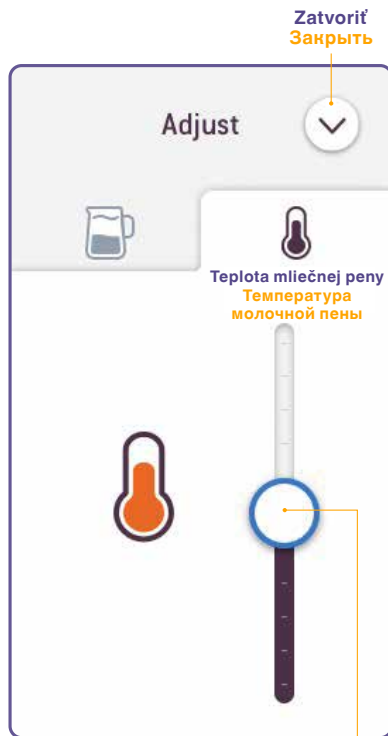 Zatvoriť
Закрыть
Adjust
Teplota mliečnej peny
Температура
молочной пены